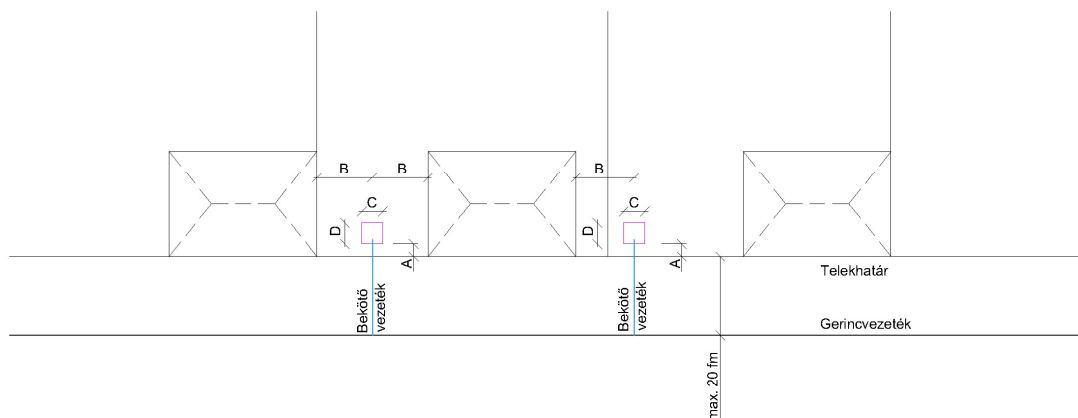 B
B
B
C
C
D
D
A
A
Telekhatár
Bekötő
vezeték
Bekötő
vezeték
Gerincvezeték
max. 20 fm